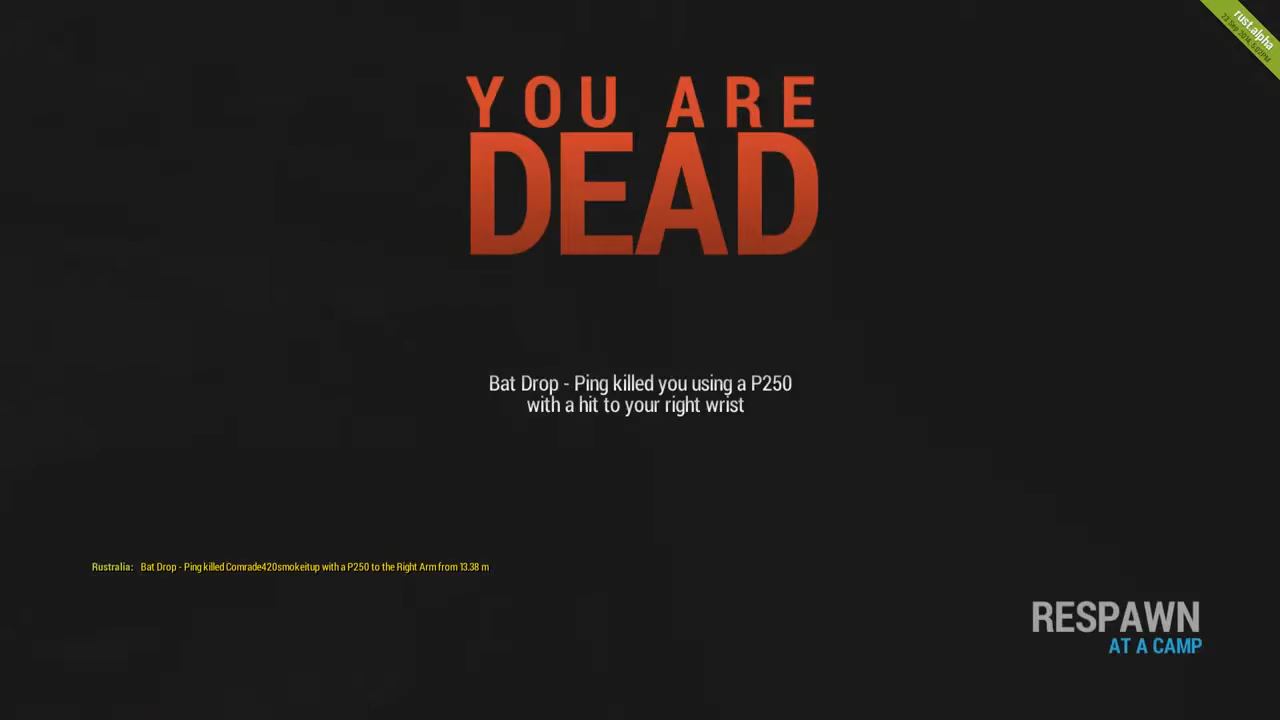 rust.alpha
YOU ARE
DEAD
Bat Drop - Ping killed you using a P250
with a hit to your right wrist
Rustralia: Bat Drop - Ping killed Comrade420smokeitup with a P250 to the Right Arm from 13.38 m
RESPAWN
AT A CAMP